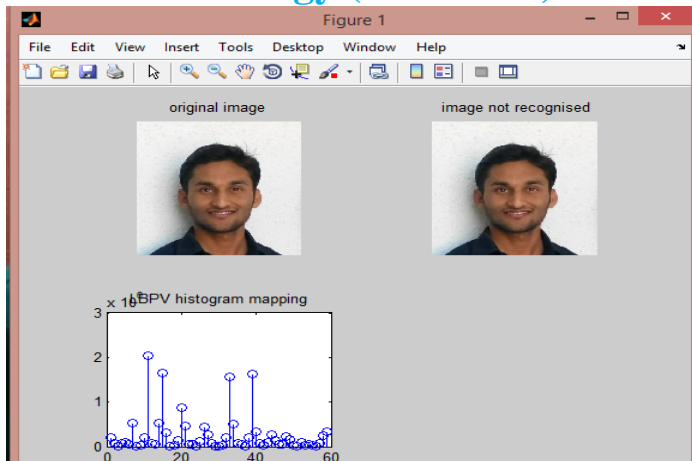 Figure 1
File Edit View Insert Tools Desktop Window Help
original image
image not recognised
LBPV histogram mapping
3
2
1
0
0 20 40 60